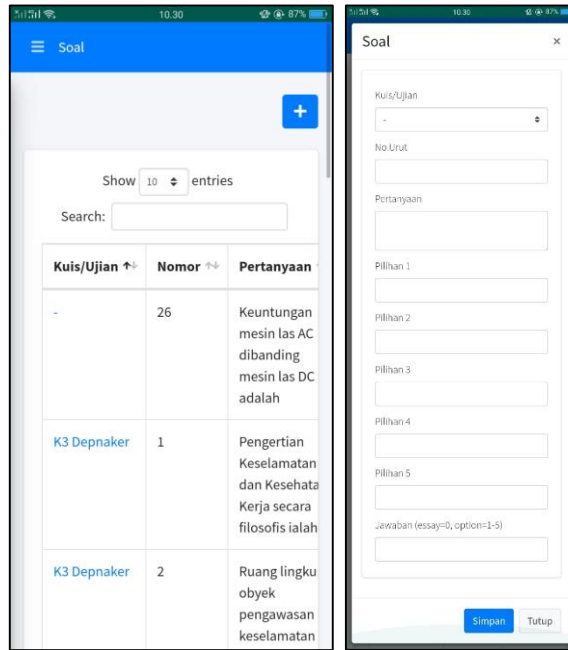 10.30
87%
Soal
+
Show 10 entries
Search:
Kuis/Ujian Nomor Pertanyaan
- 26 Keuntungan
mesin las AC
dibanding
mesin las DC
adalah
K3 Depnaker 1 Pengertian
Keselamatan
dan Kesehata
Kerja secara
filosofis ialah
K3 Depnaker 2 Ruang lingku
obyek
pengawasan
keselamatan
10.30
87%
Soal ×
Kuis/Ujian
-
No.Urut
Pertanyaan
Pilihan 1
Pilihan 2
Pilihan 3
Pilihan 4
Pilihan 5
Jawaban (essay=0, option=1-5)
Simpan Tutup